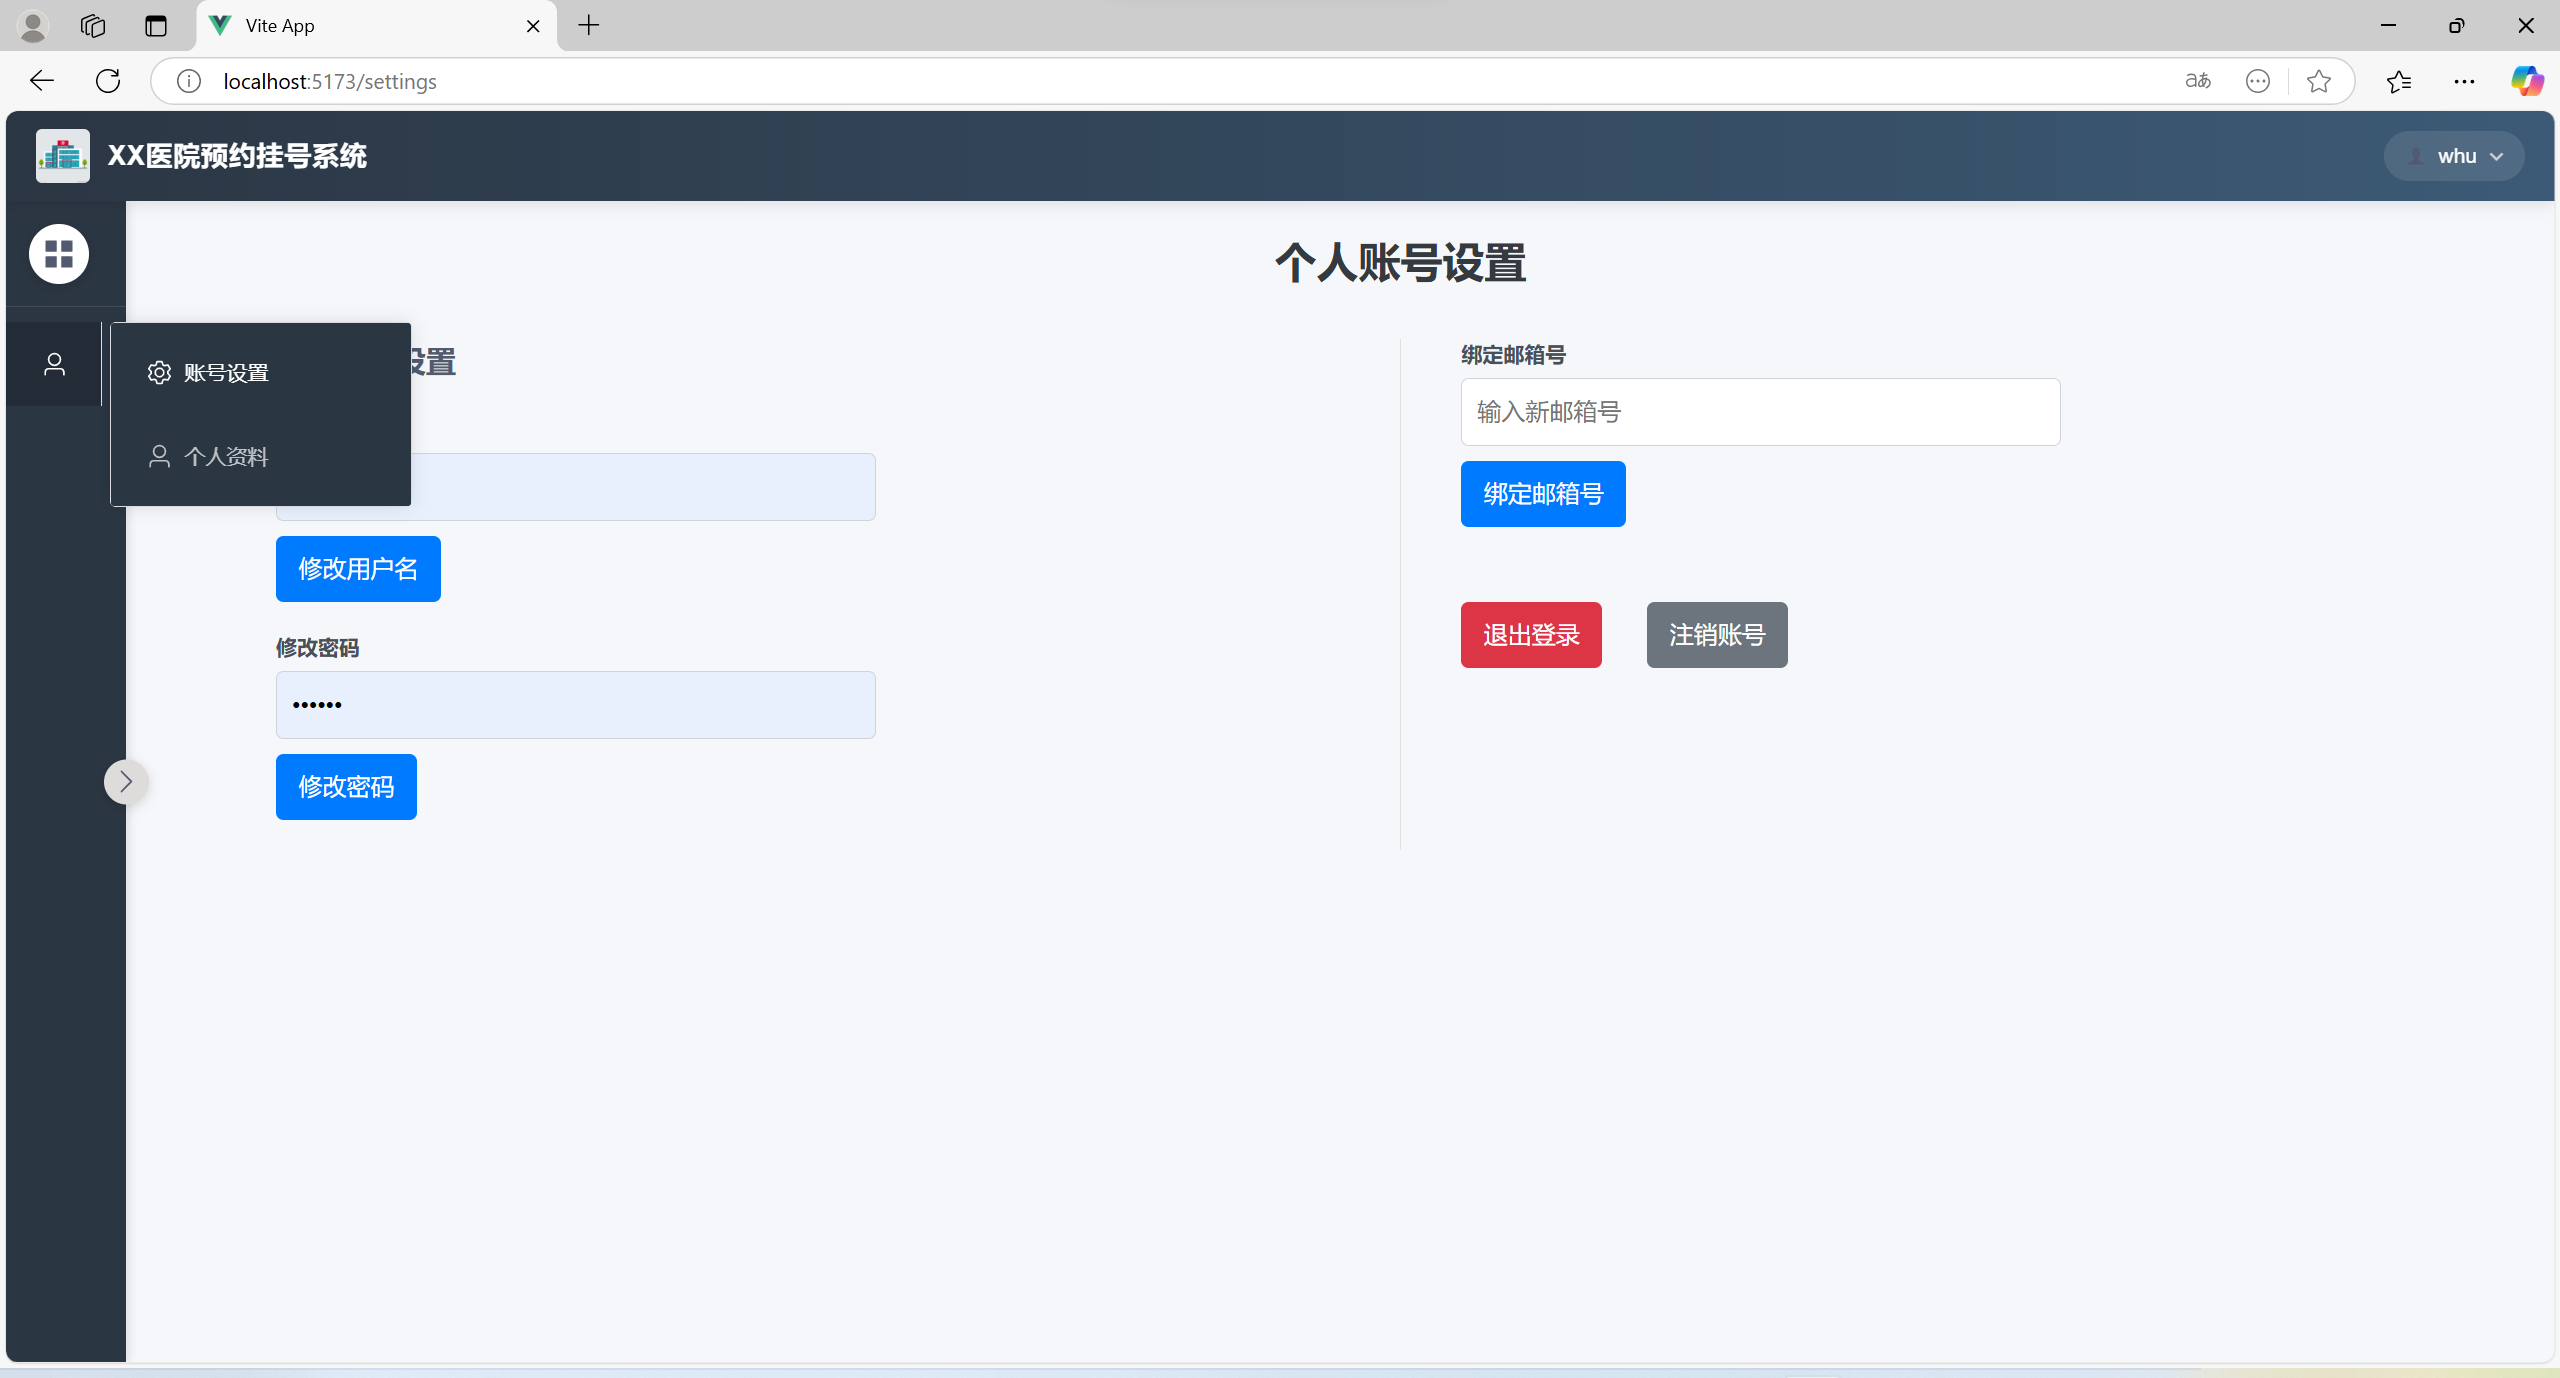 Vite App
localhost:5173/settings
aあ
XX医院预约挂号系统
whu
个人账号设置
账号设置
个人资料
设置
修改用户名
修改密码
••••••
修改密码
绑定邮箱号
输入新邮箱号
绑定邮箱号
退出登录
注销账号